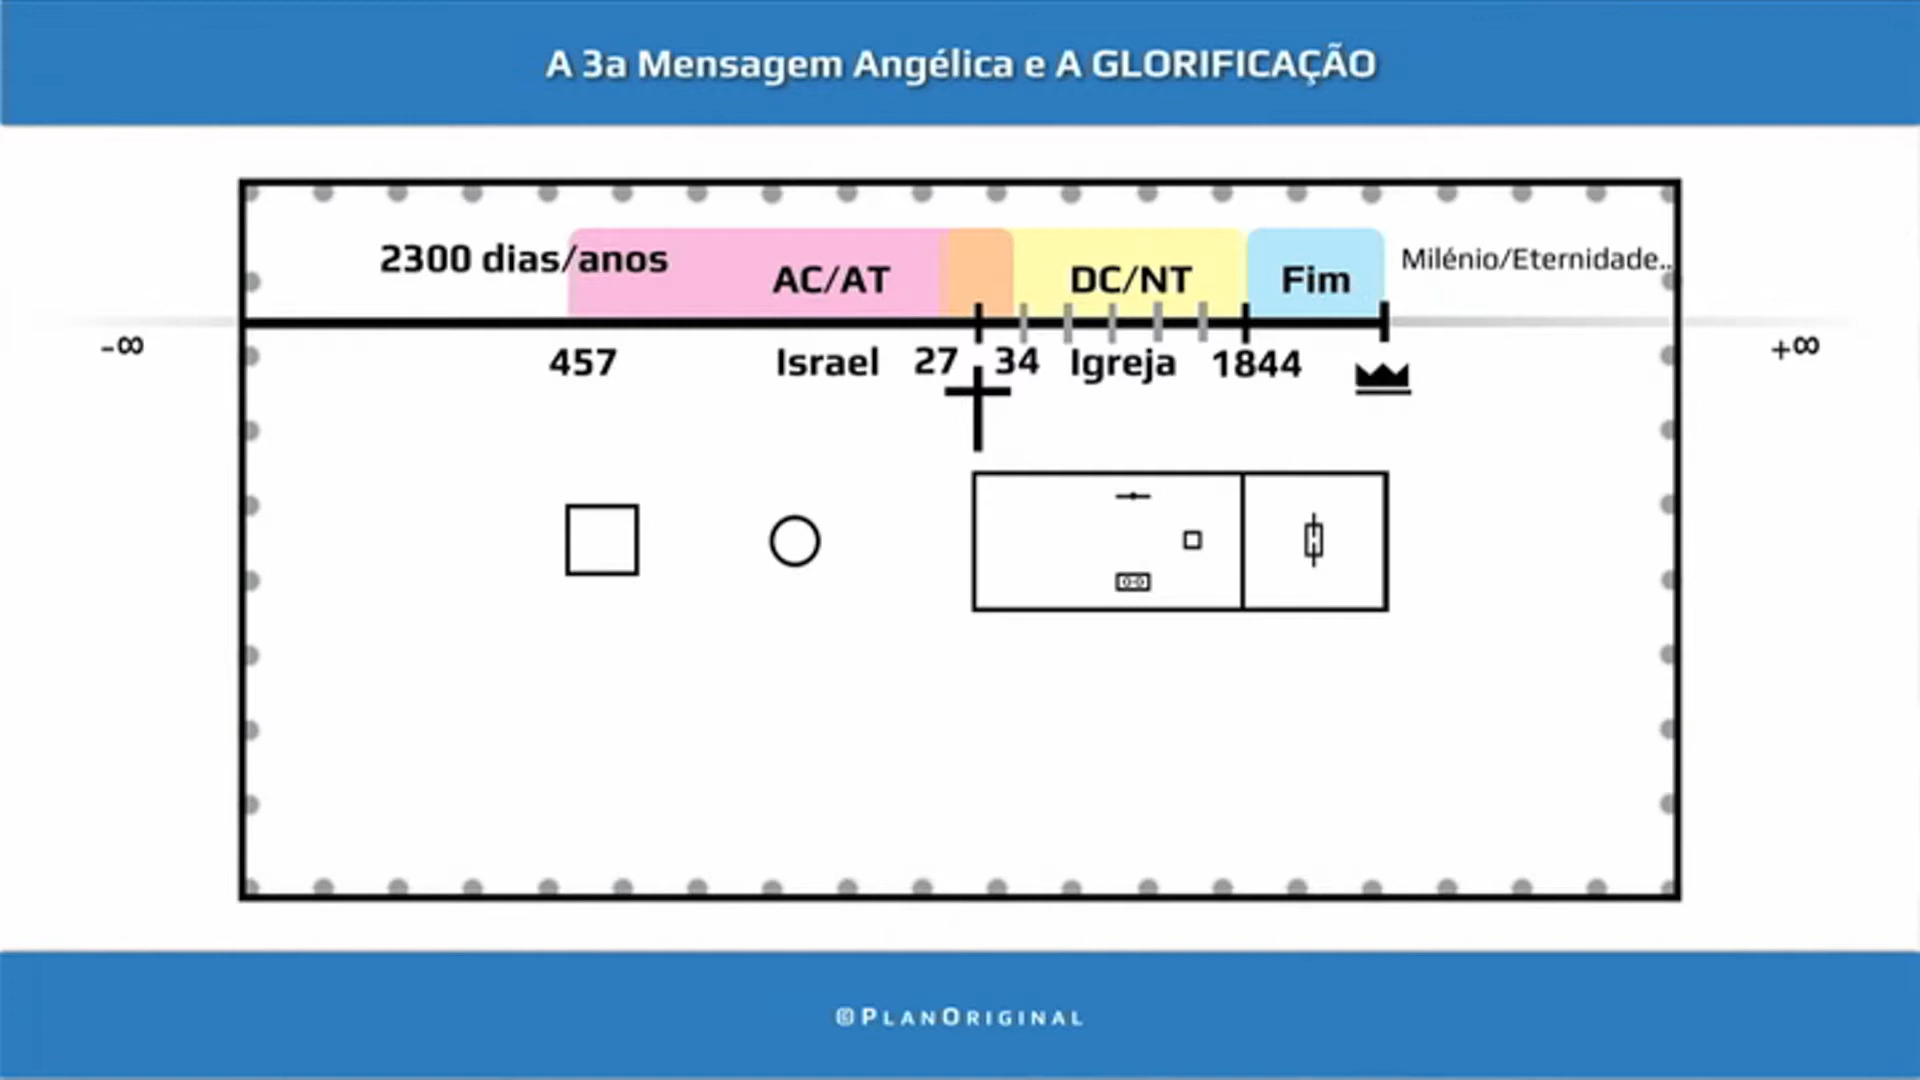 A 3a Mensagem Angélica e A GLORIFICAÇÃO
2300 dias/anos
AC/AT
DC/NT
Fim
Milénio/Eternidade..
-∞
457
Israel
27
34
Igreja
1844
+∞
©PLANORIGINAL